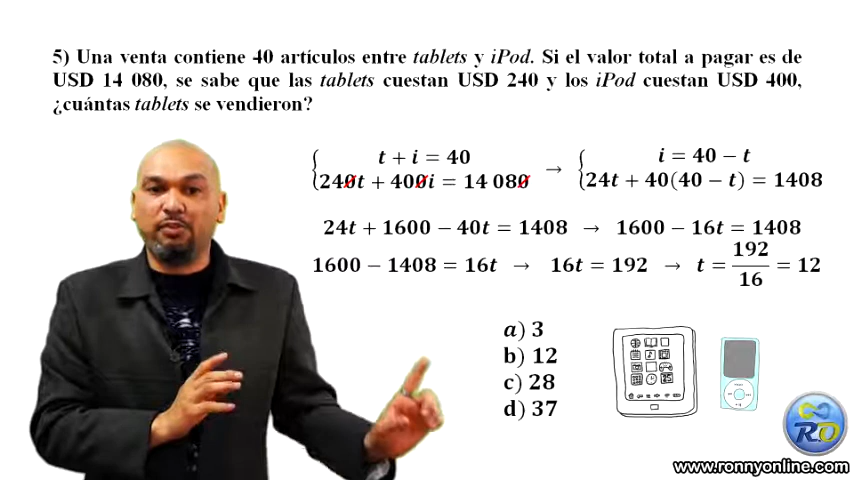 5) Una venta contiene 40 artículos entre tablets y iPod. Si el valor total a pagar es de
USD 14 080, se sabe que las tablets cuestan USD 240 y los iPod cuestan USD 400,
¿cuántas tablets se vendieron?
{ t + i = 40 → { i = 40 − t
240t + 400i = 14 080 24t + 40(40 − t) = 1408
24t + 1600 − 40t = 1408 → 1600 − 16t = 1408
1600 − 1408 = 16t → 16t = 192 → t = 192/16 = 12
a) 3
b) 12
c) 28
d) 37
RO
www.ronnyonline.com